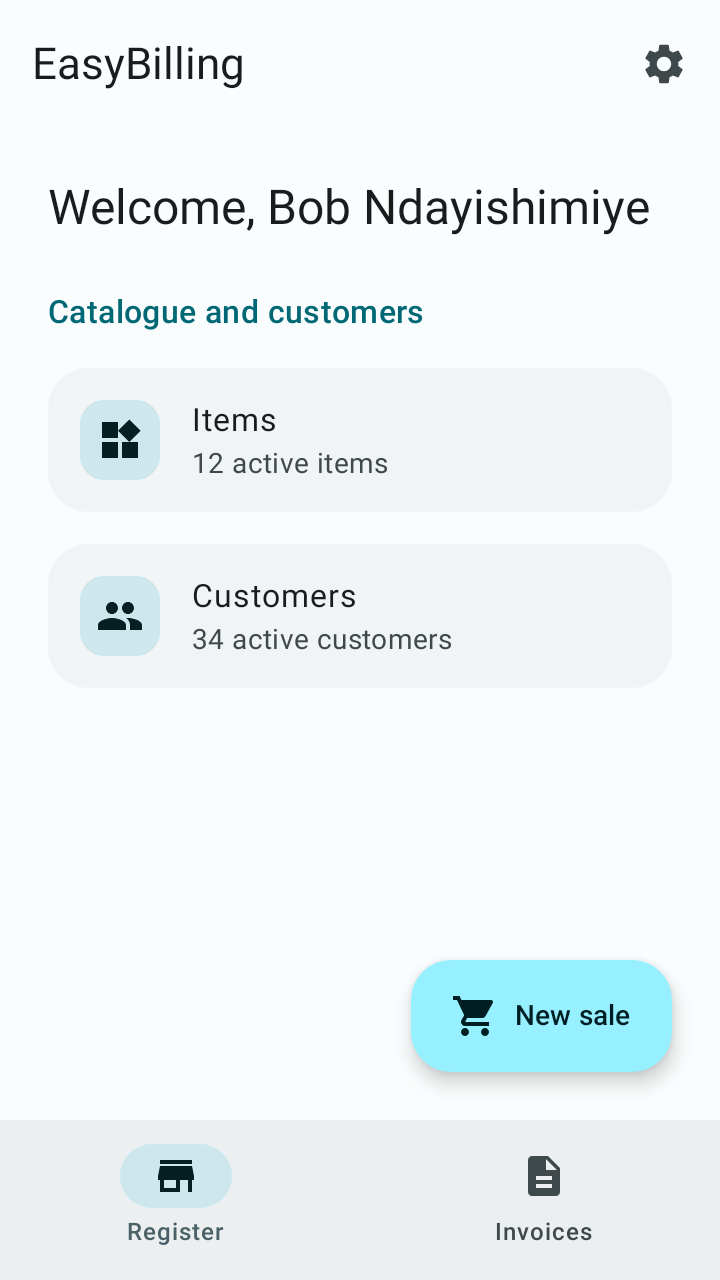 EasyBilling
Welcome, Bob Ndayishimiye
Catalogue and customers
Items
12 active items
Customers
34 active customers
New sale
Register
Invoices